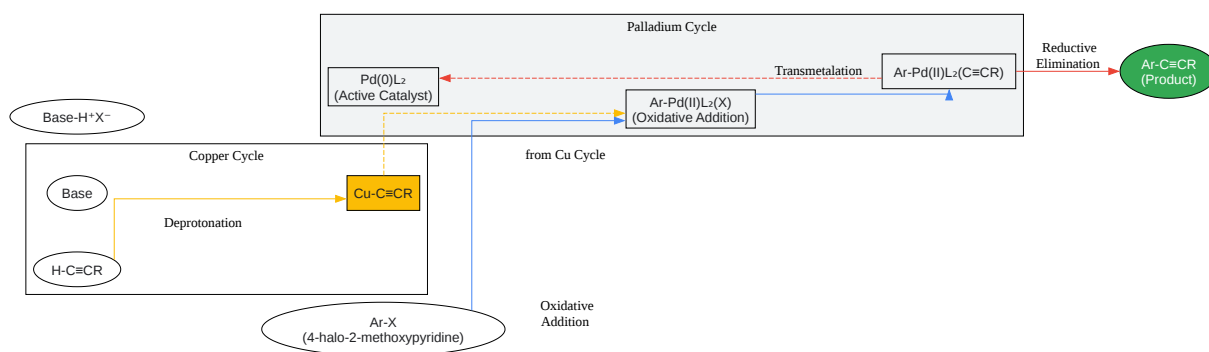 Palladium Cycle
Reductive
Elimination
Ar-C≡CR
(Product)
Transmetalation
Ar-Pd(II)L₂(C≡CR)
Pd(0)L₂
(Active Catalyst)
Ar-Pd(II)L₂(X)
(Oxidative Addition)
Base-H⁺X⁻
Copper Cycle
from Cu Cycle
Base
Cu-C≡CR
Deprotonation
H-C≡CR
Oxidative
Addition
Ar-X
(4-halo-2-methoxypyridine)